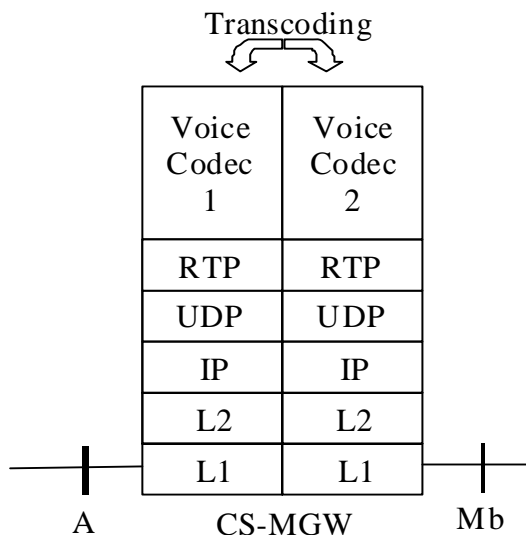 Transcoding
Voice Codec 1
Voice Codec 2
RTP RTP
UDP UDP
IP IP
L2 L2
L1 L1
A CS-MGW Mb